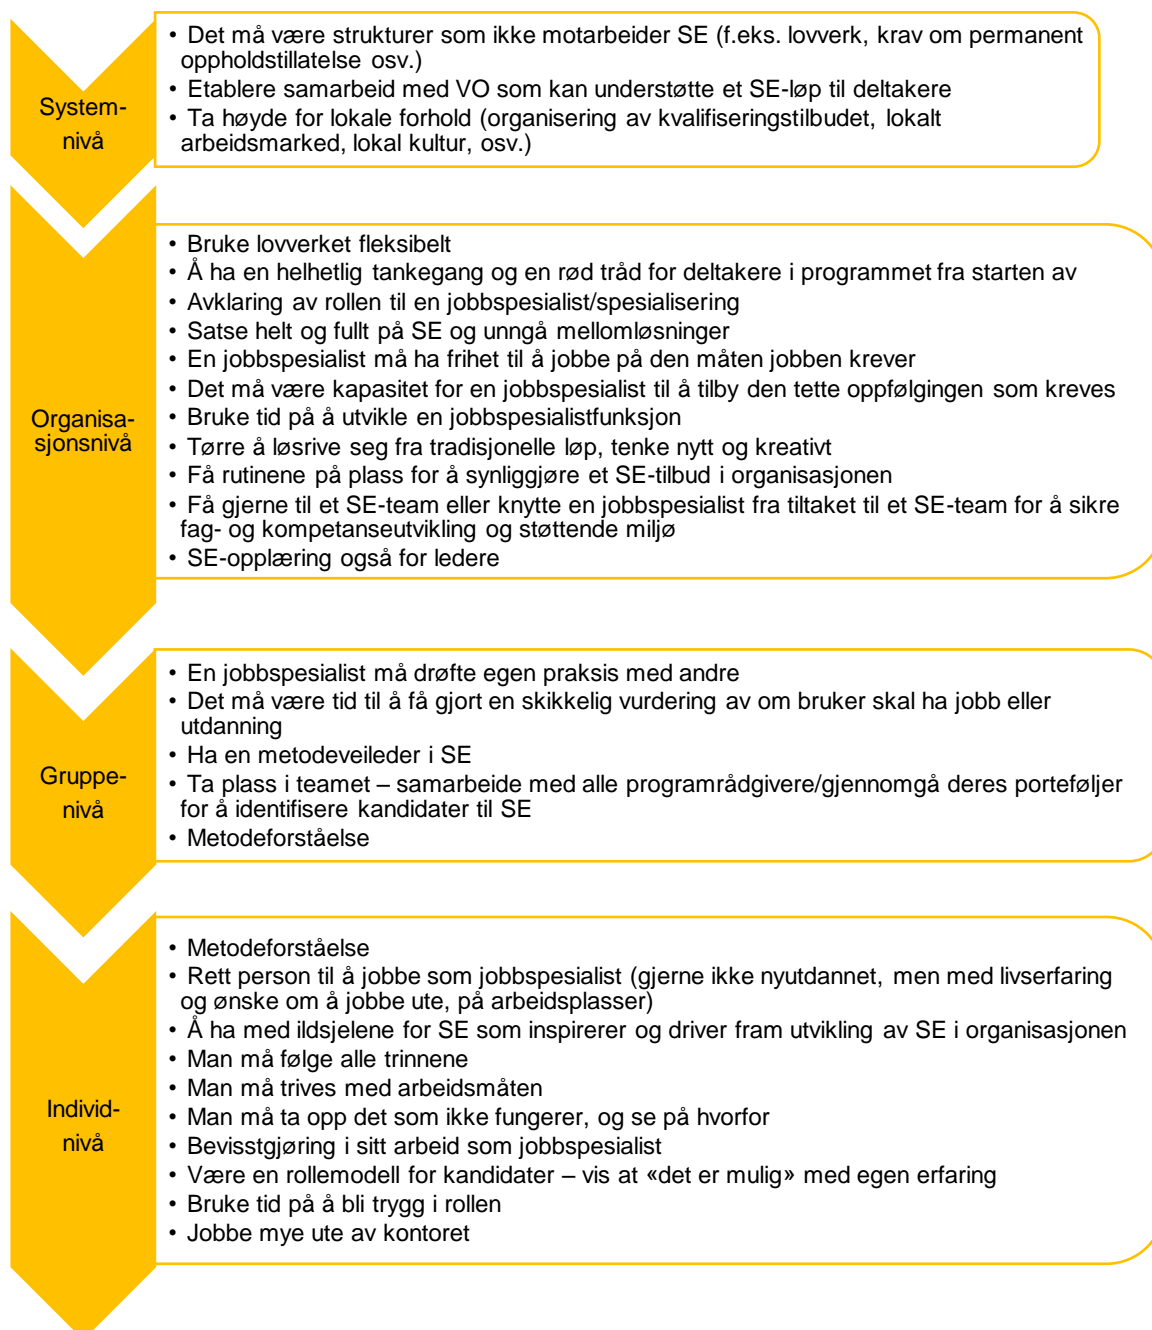 System-
nivå
• Det må være strukturer som ikke motarbeider SE (f.eks. lovverk, krav om permanent
oppholdstillatelse osv.)
• Etablere samarbeid med VO som kan understøtte et SE-løp til deltakere
• Ta høyde for lokale forhold (organisering av kvalifiseringstilbudet, lokalt
arbeidsmarked, lokal kultur, osv.)
Organisa-
sjonsnivå
• Bruke lovverket fleksibelt
• Å ha en helhetlig tankegang og en rød tråd for deltakere i programmet fra starten av
• Avklaring av rollen til en jobbspesialist/spesialisering
• Satse helt og fullt på SE og unngå mellomløsninger
• En jobbspesialist må ha frihet til å jobbe på den måten jobben krever
• Det må være kapasitet for en jobbspesialist til å tilby den tette oppfølgingen som kreves
• Bruke tid på å utvikle en jobbspesialistfunksjon
• Tørre å løsrive seg fra tradisjonelle løp, tenke nytt og kreativt
• Få rutinene på plass for å synliggjøre et SE-tilbud i organisasjonen
• Få gjerne til et SE-team eller knytte en jobbspesialist fra tiltaket til et SE-team for å sikre
fag- og kompetanseutvikling og støttende miljø
• SE-opplæring også for ledere
Gruppe-
nivå
• En jobbspesialist må drøfte egen praksis med andre
• Det må være tid til å få gjort en skikkelig vurdering av om bruker skal ha jobb eller
utdanning
• Ha en metodeveileder i SE
• Ta plass i teamet – samarbeide med alle programrådgivere/gjennomgå deres porteføljer
for å identifisere kandidater til SE
• Metodeforståelse
Individ-
nivå
• Metodeforståelse
• Rett person til å jobbe som jobbspesialist (gjerne ikke nyutdannet, men med livserfaring
og ønske om å jobbe ute, på arbeidsplasser)
• Å ha med ildsjelene for SE som inspirerer og driver fram utvikling av SE i organisasjonen
• Man må følge alle trinnene
• Man må trives med arbeidsmåten
• Man må ta opp det som ikke fungerer, og se på hvorfor
• Bevisstgjøring i sitt arbeid som jobbspesialist
• Være en rollemodell for kandidater – vis at «det er mulig» med egen erfaring
• Bruke tid på å bli trygg i rollen
• Jobbe mye ute av kontoret